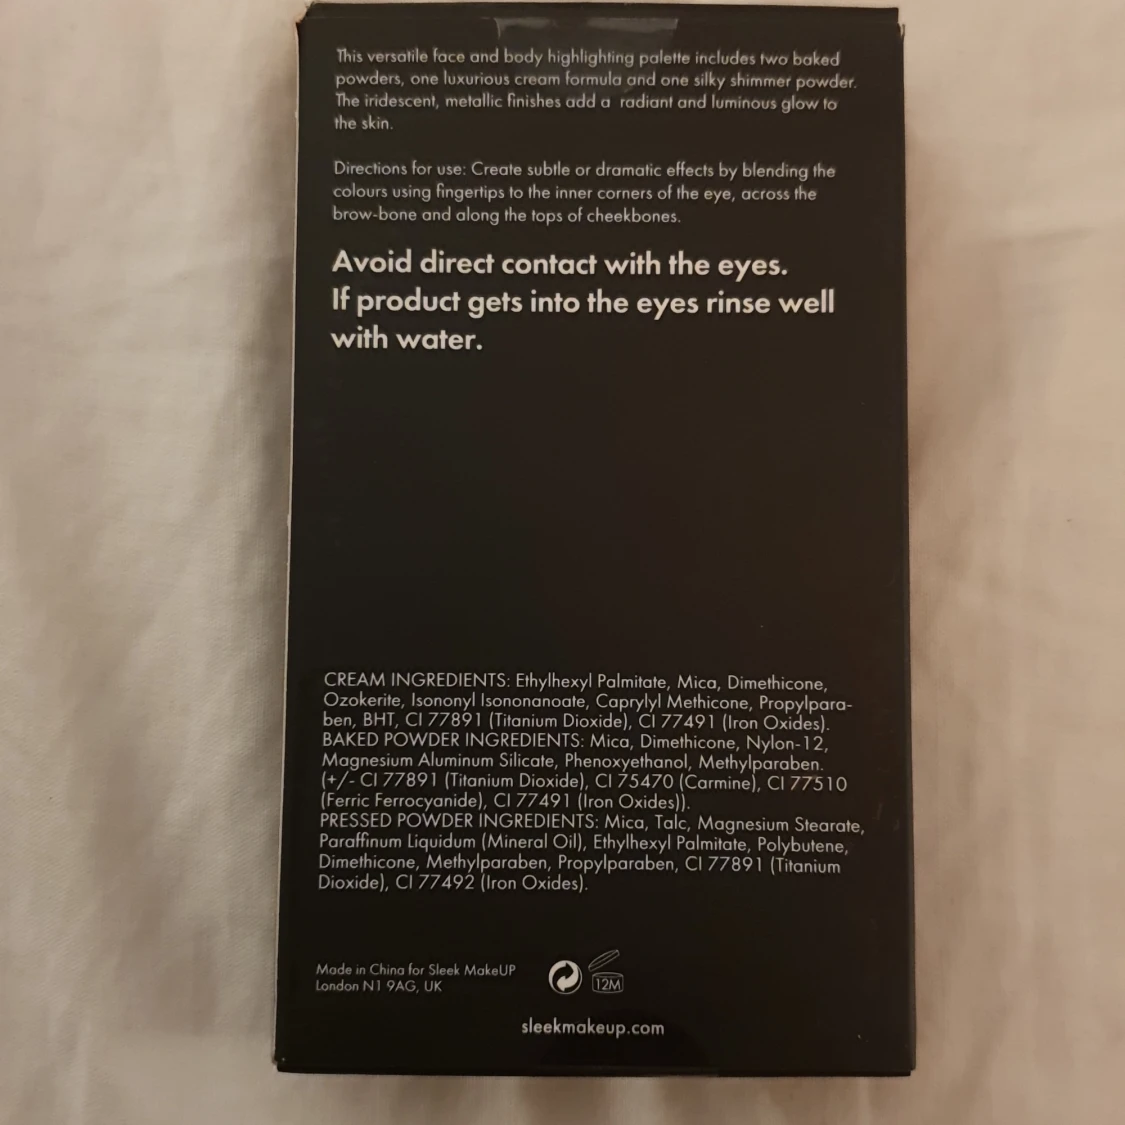 This versatile face and body highlighting palette includes two baked
powders, one luxurious cream formula and one silky shimmer powder.
The iridescent, metallic finishes add a radiant and luminous glow to
the skin.
Directions for use: Create subtle or dramatic effects by blending the
colours using fingertips to the inner corners of the eye, across the
brow-bone and along the tops of cheekbones.
Avoid direct contact with the eyes.
If product gets into the eyes rinse well
with water.
CREAM INGREDIENTS: Ethylhexyl Palmitate, Mica, Dimethicone,
Ozokerite, Isononyl Isononanoate, Caprylyl Methicone, Propylpara-
ben, BHT, CI 77891 (Titanium Dioxide), CI 77491 (Iron Oxides).
BAKED POWDER INGREDIENTS: Mica, Dimethicone, Nylon-12,
Magnesium Aluminum Silicate, Phenoxyethanol, Methylparaben.
(+/- CI 77891 (Titanium Dioxide), CI 75470 (Carmine), CI 77510
(Ferric Ferrocyanide), CI 77491 (Iron Oxides)).
PRESSED POWDER INGREDIENTS: Mica, Talc, Magnesium Stearate,
Paraffinum Liquidum (Mineral Oil), Ethylhexyl Palmitate, Polybutene,
Dimethicone, Methylparaben, Propylparaben, CI 77891 (Titanium
Dioxide), CI 77492 (Iron Oxides).
Made in China for Sleek MakeUP
London N1 9AG, UK
12M
sleekmakeup.com